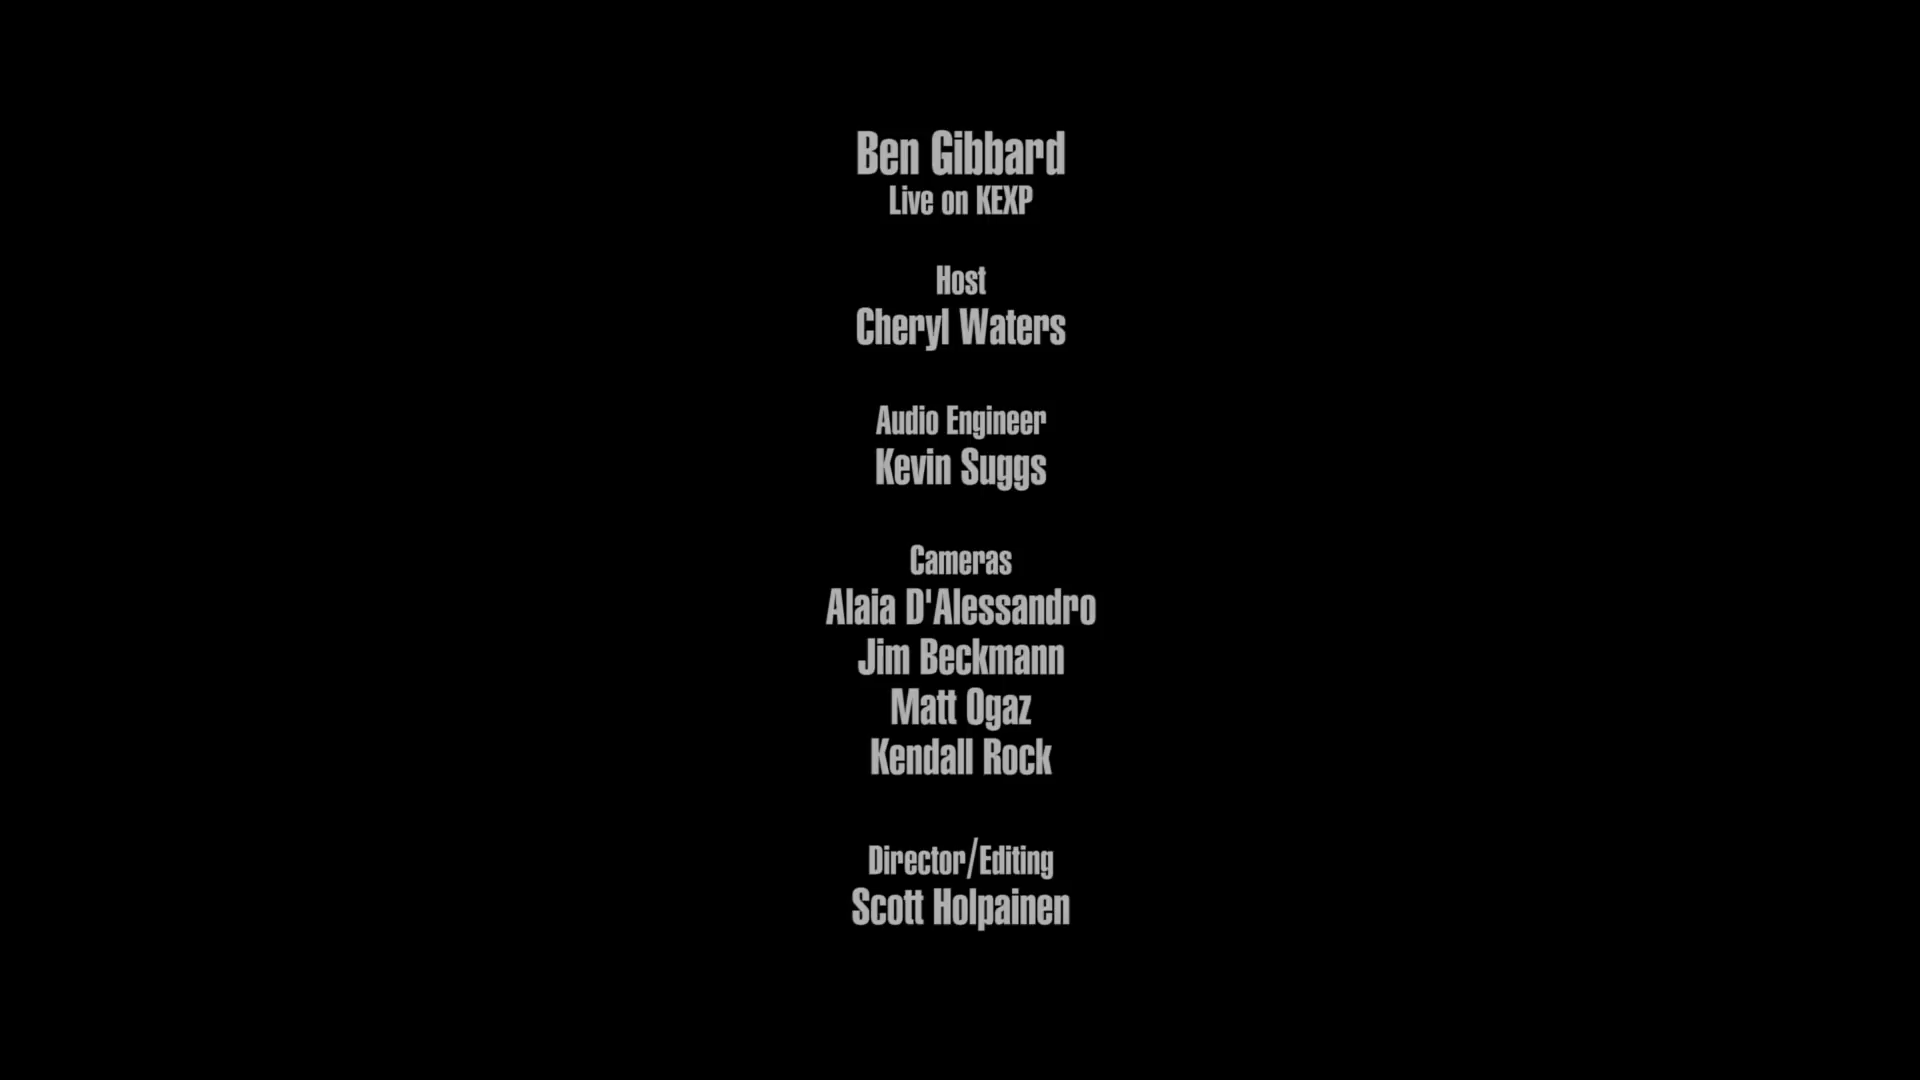 Ben Gibbard
Live on KEXP
Host
Cheryl Waters
Audio Engineer
Kevin Suggs
Cameras
Alaia D'Alessandro
Jim Beckmann
Matt Ogaz
Kendall Rock
Director/Editing
Scott Holpainen